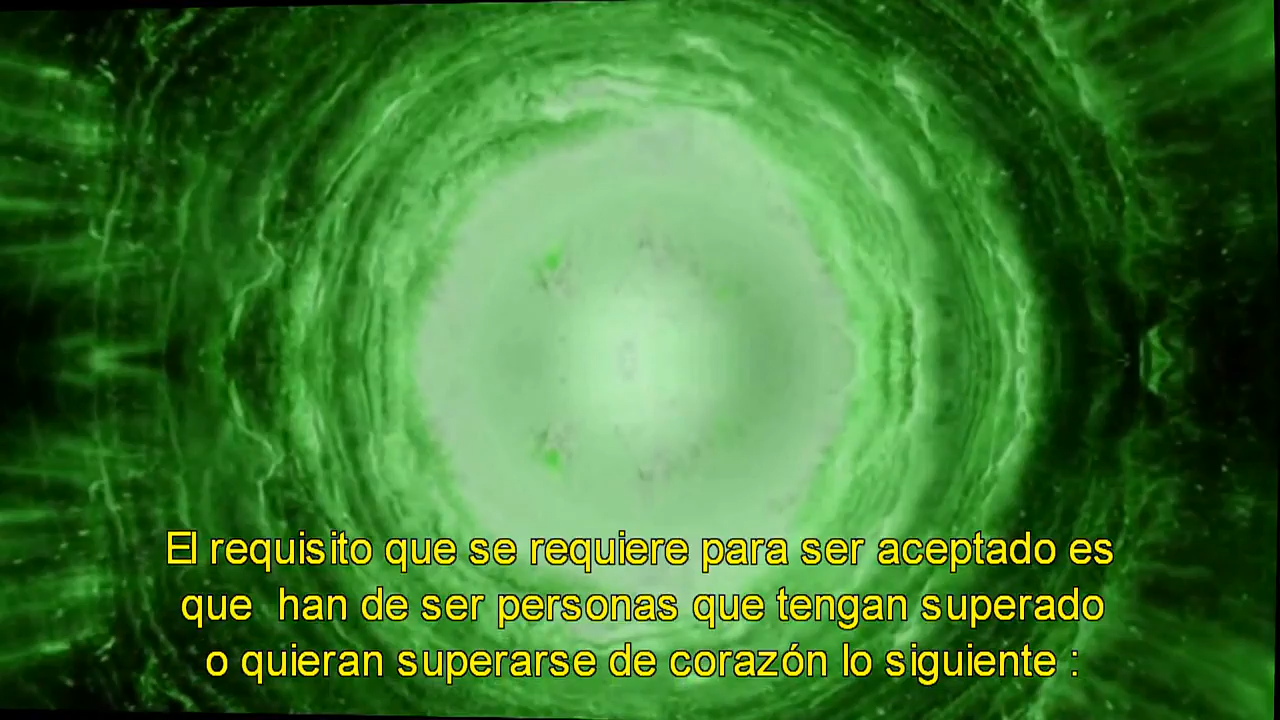 El requisito que se requiere para ser aceptado es
que  han de ser personas que tengan superado
o quieran superarse de corazón lo siguiente :